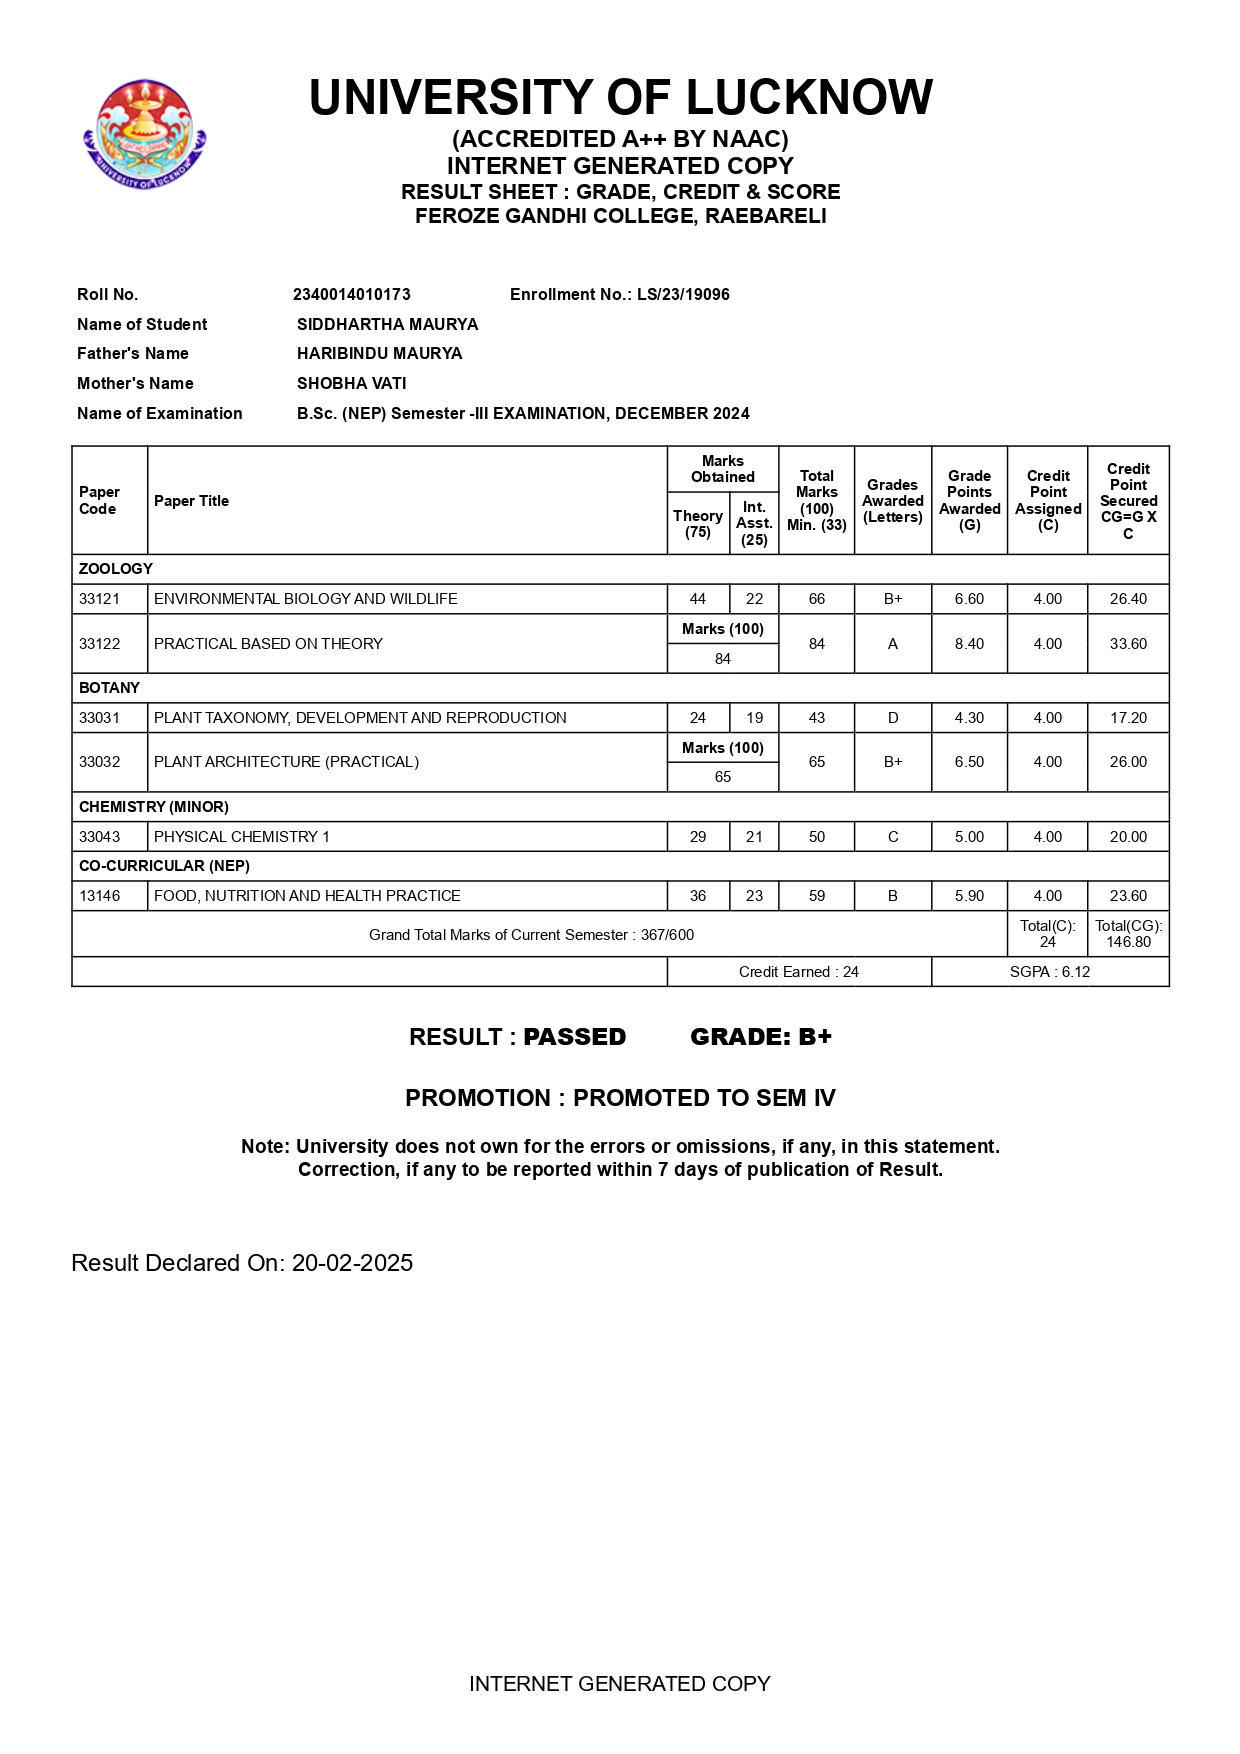 UNIVERSITY OF LUCKNOW
(ACCREDITED A++ BY NAAC)
INTERNET GENERATED COPY
RESULT SHEET : GRADE, CREDIT & SCORE
FEROZE GANDHI COLLEGE, RAEBARELI
UNIVERSITY OF LUCKNOW
Roll No. 2340014010173 Enrollment No.: LS/23/19096
Name of Student SIDDHARTHA MAURYA
Father's Name HARIBINDU MAURYA
Mother's Name SHOBHA VATI
Name of Examination B.Sc. (NEP) Semester -III EXAMINATION, DECEMBER 2024
Paper Code Paper Title Marks Obtained Theory (75) Int. Asst. (25) Total Marks (100) Min. (33) Grades Awarded (Letters) Grade Points Awarded (G) Credit Point Assigned (C) Credit Point Secured CG=G X C
ZOOLOGY
33121 ENVIRONMENTAL BIOLOGY AND WILDLIFE 44 22 66 B+ 6.60 4.00 26.40
33122 PRACTICAL BASED ON THEORY Marks (100) 84 84 A 8.40 4.00 33.60
BOTANY
33031 PLANT TAXONOMY, DEVELOPMENT AND REPRODUCTION 24 19 43 D 4.30 4.00 17.20
33032 PLANT ARCHITECTURE (PRACTICAL) Marks (100) 65 65 B+ 6.50 4.00 26.00
CHEMISTRY (MINOR)
33043 PHYSICAL CHEMISTRY 1 29 21 50 C 5.00 4.00 20.00
CO-CURRICULAR (NEP)
13146 FOOD, NUTRITION AND HEALTH PRACTICE 36 23 59 B 5.90 4.00 23.60
Grand Total Marks of Current Semester : 367/600 Total(C): 24 Total(CG): 146.80
Credit Earned : 24 SGPA : 6.12
RESULT : PASSED GRADE: B+
PROMOTION : PROMOTED TO SEM IV
Note: University does not own for the errors or omissions, if any, in this statement.
Correction, if any to be reported within 7 days of publication of Result.
Result Declared On: 20-02-2025
INTERNET GENERATED COPY